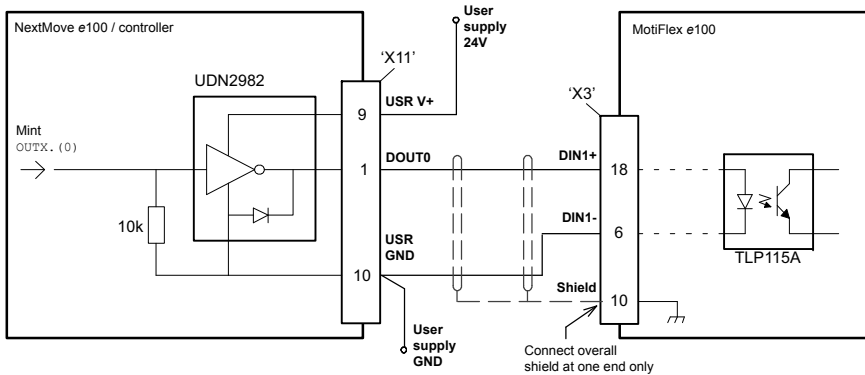 NextMove e100 / controller
User
supply
24V
MotiFlex e100
'X11'
UDN2982
USR V+
'X3'
9
Mint
OUTX.(0)
DOUT0
DIN1+
1
18
10k
USR
GND
DIN1-
6
TLP115A
10
Shield
10
User
supply
GND
Connect overall
shield at one end only